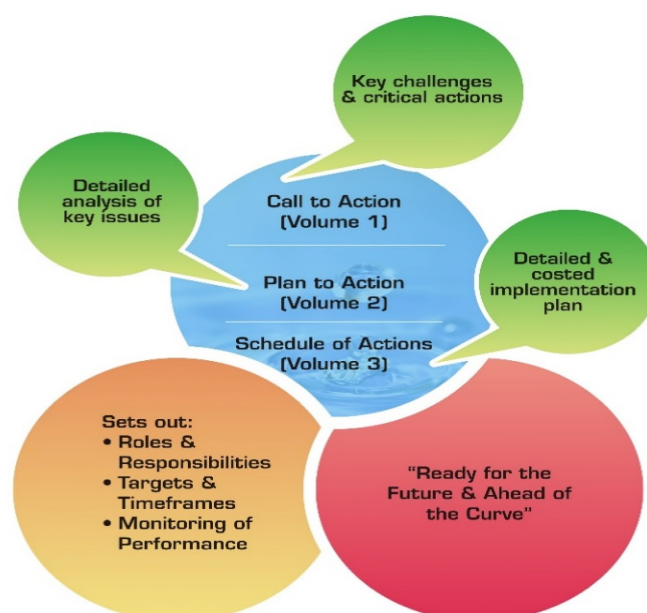 Key challenges
& critical actions
Detailed
analysis of
key issues
Call to Action
(Volume 1)
Plan to Action
(Volume 2)
Schedule of Actions
(Volume 3)
Detailed &
costed
implementation
plan
Sets out:
• Roles &
Responsibilities
• Targets &
Timeframes
• Monitoring of
Performance
"Ready for the
Future & Ahead of
the Curve"